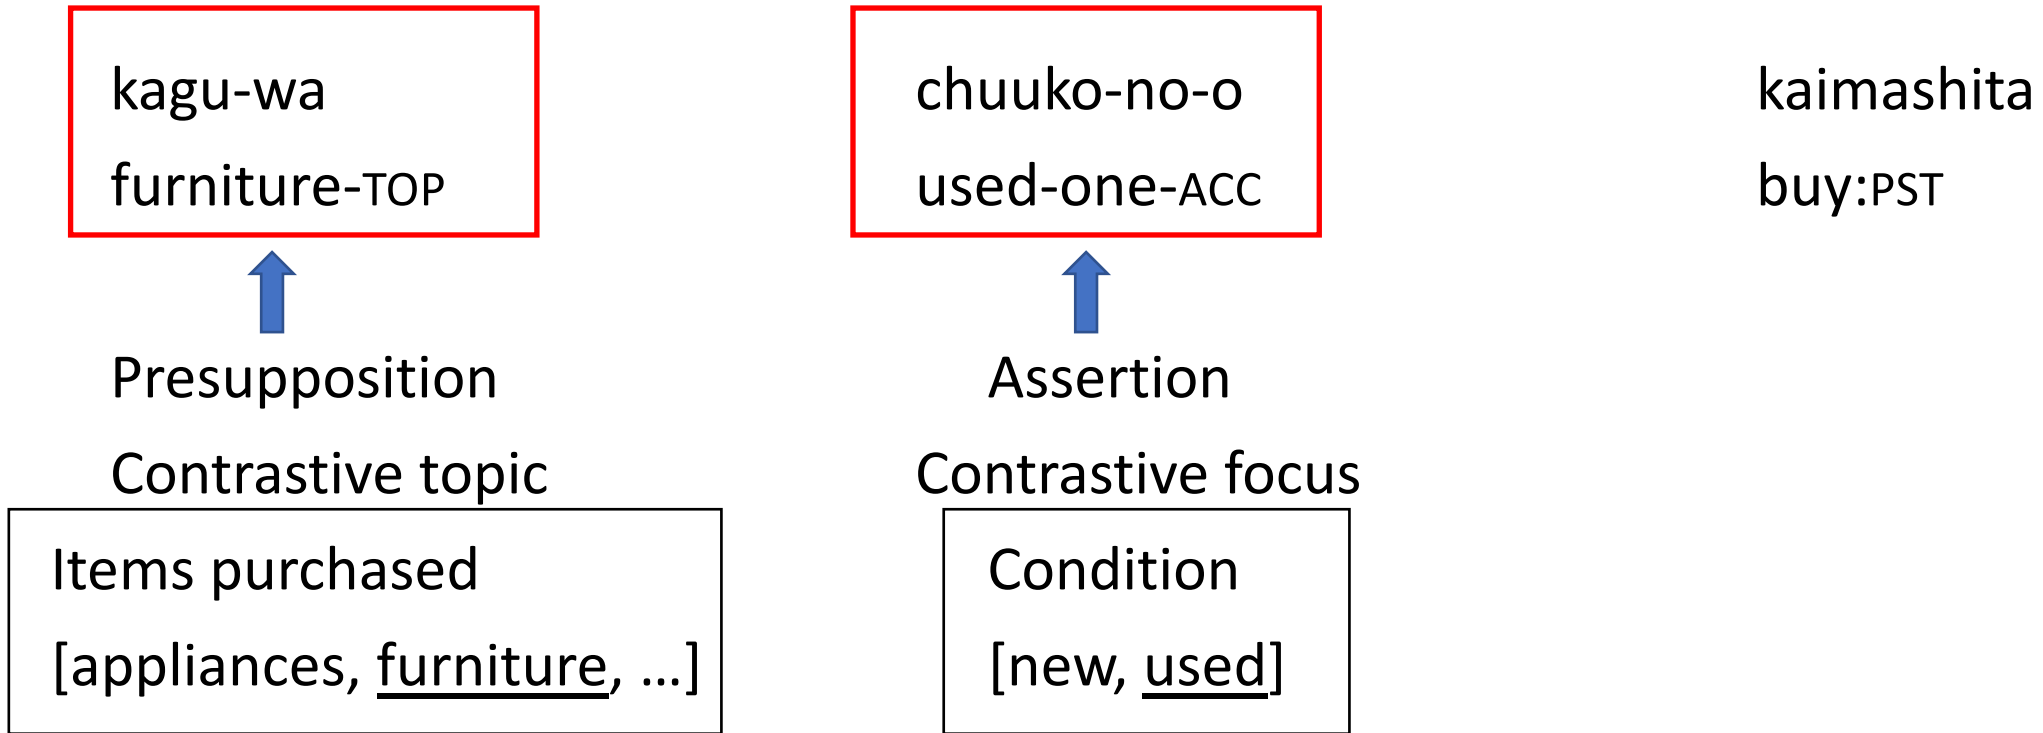 kagu-wa chuuko-no-o kaimashita
furniture-TOP used-one-ACC buy:PST
Presupposition Assertion
Contrastive topic Contrastive focus
Items purchased Condition
[appliances, furniture, ...] [new, used]